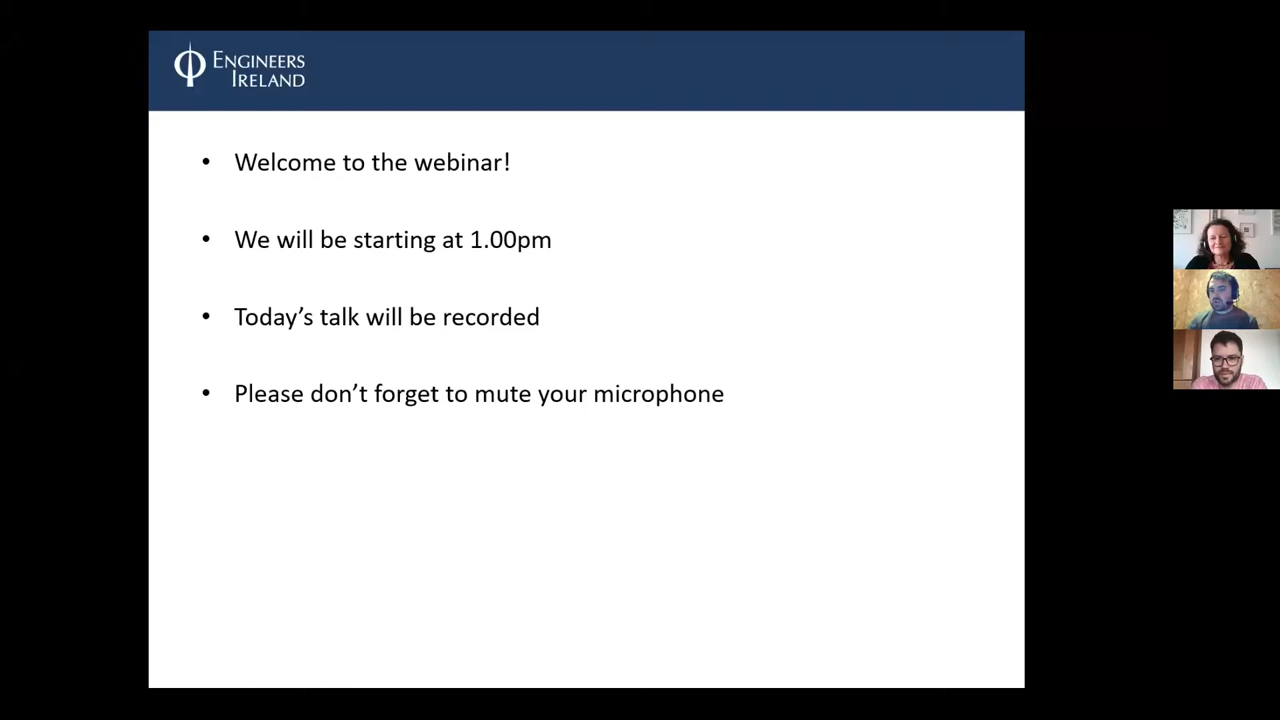 ENGINEERS
IRELAND
• Welcome to the webinar!
• We will be starting at 1.00pm
• Today’s talk will be recorded
• Please don’t forget to mute your microphone